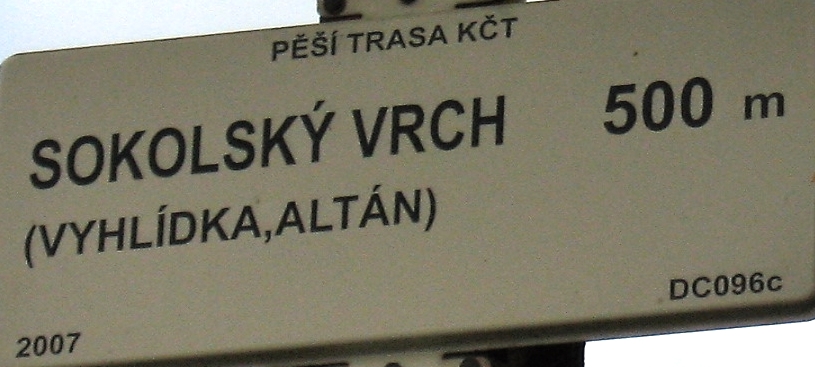 PĚŠÍ TRASA KČT
SOKOLSKÝ VRCH 500 m
(VYHLÍDKA,ALTÁN)
DC096c
2007